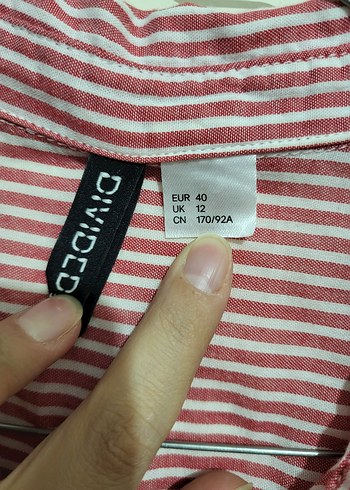 DIVIDED
EUR 40
UK 12
CN 170/92A